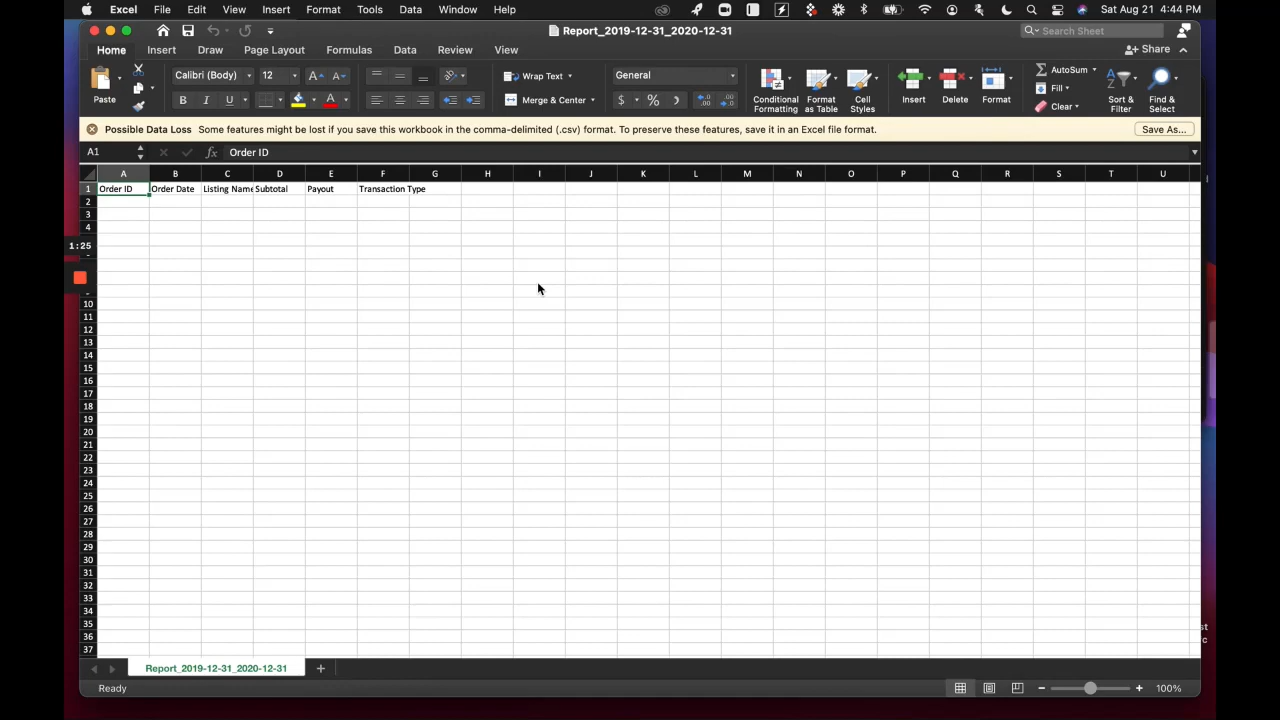 Excel File Edit View Insert Format Tools Data Window Help Sat Aug 21 4:44 PM
Report_2019-12-31_2020-12-31 Search Sheet
Home Insert Draw Page Layout Formulas Data Review View Share
Paste Calibri (Body) 12 A A Wrap Text General Conditional Formatting Format as Table Cell Styles Insert Delete Format AutoSum Sort & Filter Find & Select
Fill
B I U A Merge & Center $ % Clear
Possible Data Loss Some features might be lost if you save this workbook in the comma-delimited (.csv) format. To preserve these features, save it in an Excel file format. Save As...
A1 fx Order ID
A B C D E F G H I J K L M N O P Q R S T U
1 Order ID Order Date Listing Name Subtotal Payout Transaction Type
2
3
4
1:25
10
11
12
13
14
15
16
17
18
19
20
21
22
23
24
25
26
27
28
29
30
31
32
33
34
35
36
37
Report_2019-12-31_2020-12-31
Ready 100%